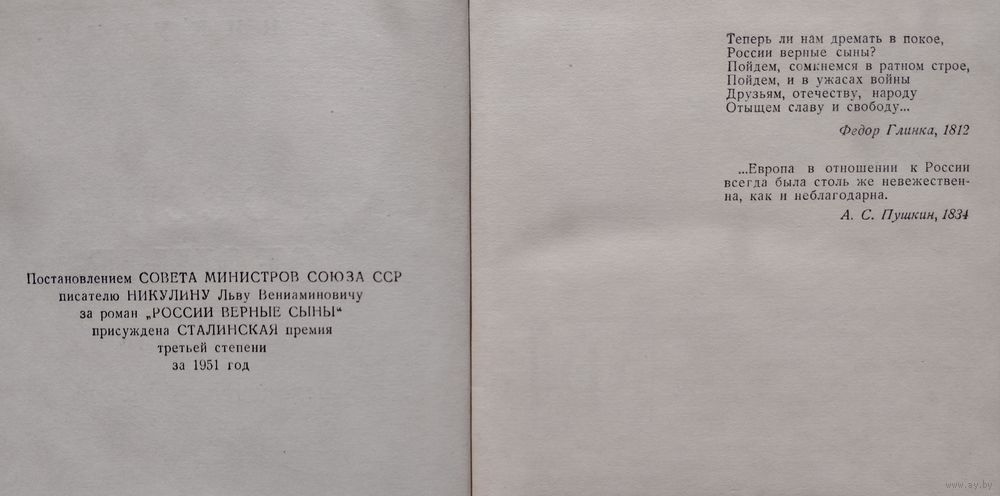 Постановлением СОВЕТА МИНИСТРОВ СОЮЗА ССР
писателю НИКУЛИНУ Льву Вениаминовичу
за роман „РОССИИ ВЕРНЫЕ СЫНЫ“
присуждена СТАЛИНСКАЯ премия
третьей степени
за 1951 год
Теперь ли нам дремать в покое,
России верные сыны?
Пойдем, сомкнемся в ратном строе,
Пойдем, и в ужасах войны
Друзьям, отечеству, народу
Отыщем славу и свободу...
Федор Глинка, 1812
...Европа в отношении к России
всегда была столь же невежествен-
на, как и неблагодарна.
А. С. Пушкин, 1834
www.ay.by